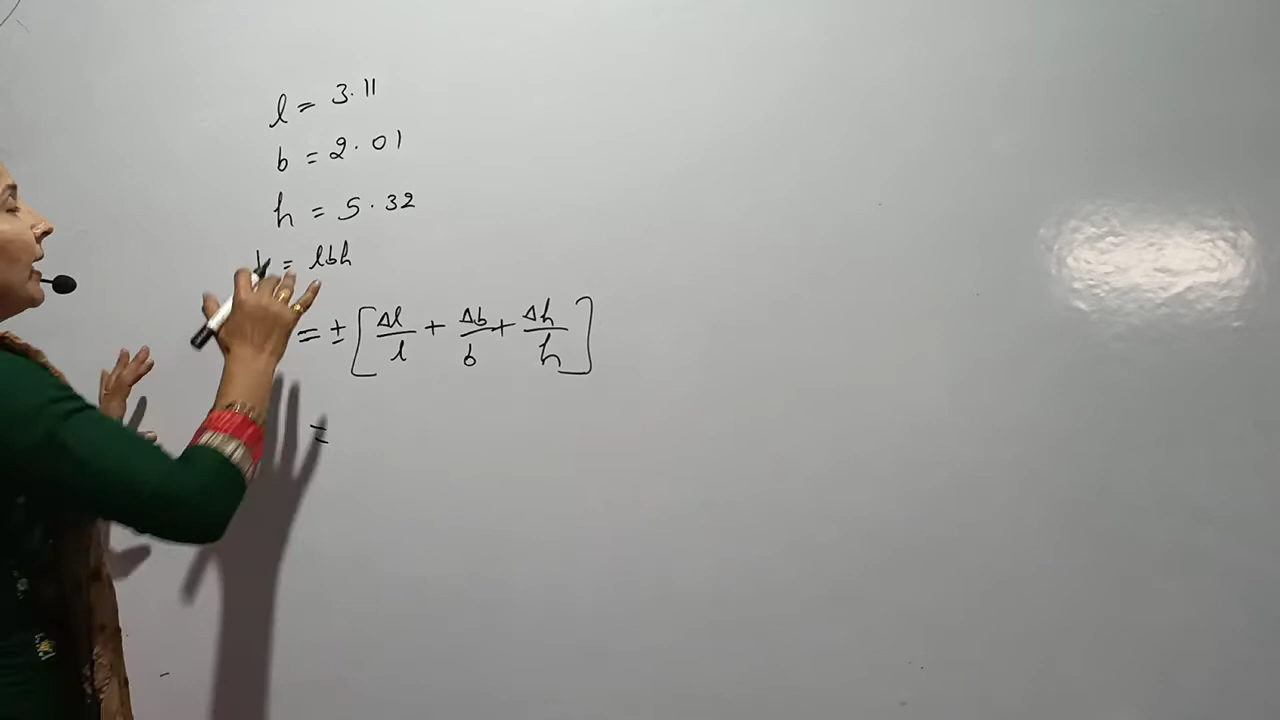 l = 3.11
b = 2.01
h = 5.32
= lbh
= ± [Δl/l + Δb/b + Δh/h]
=